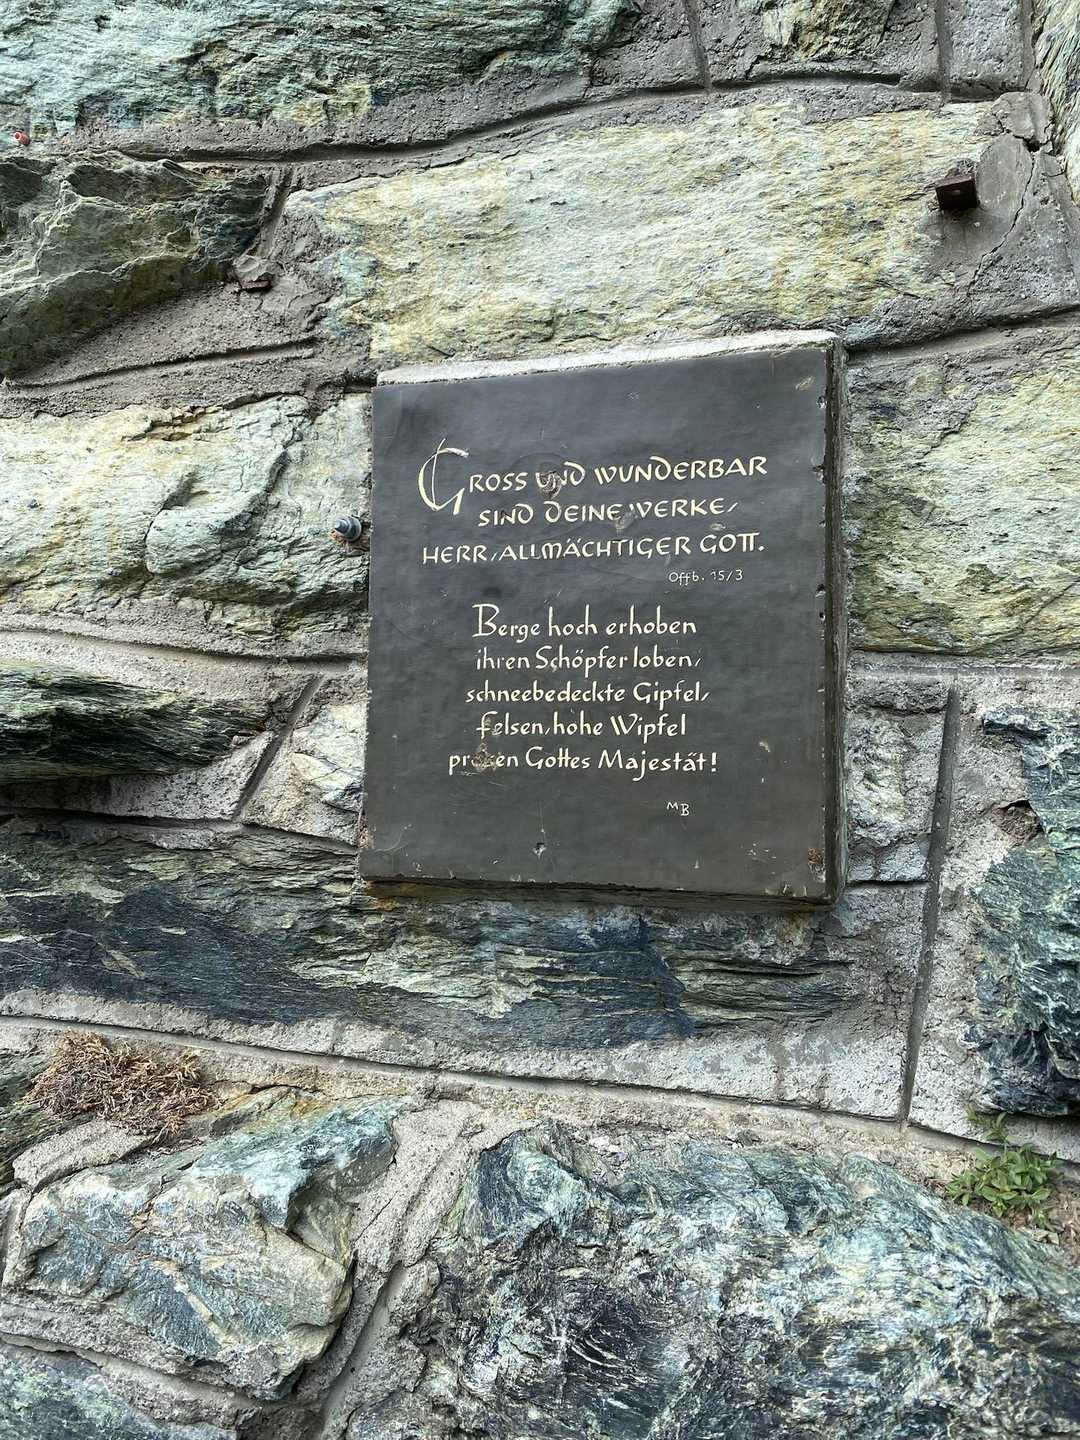 GROSS UND WUNDERBAR
SIND DEINE WERKE,
HERR, ALLMÄCHTIGER GOTT.
Offb. 15/3
Berge hoch erhoben
ihren Schöpfer loben,
schneebedeckte Gipfel,
Felsen, hohe Wipfel
preisen Gottes Majestät!
MB